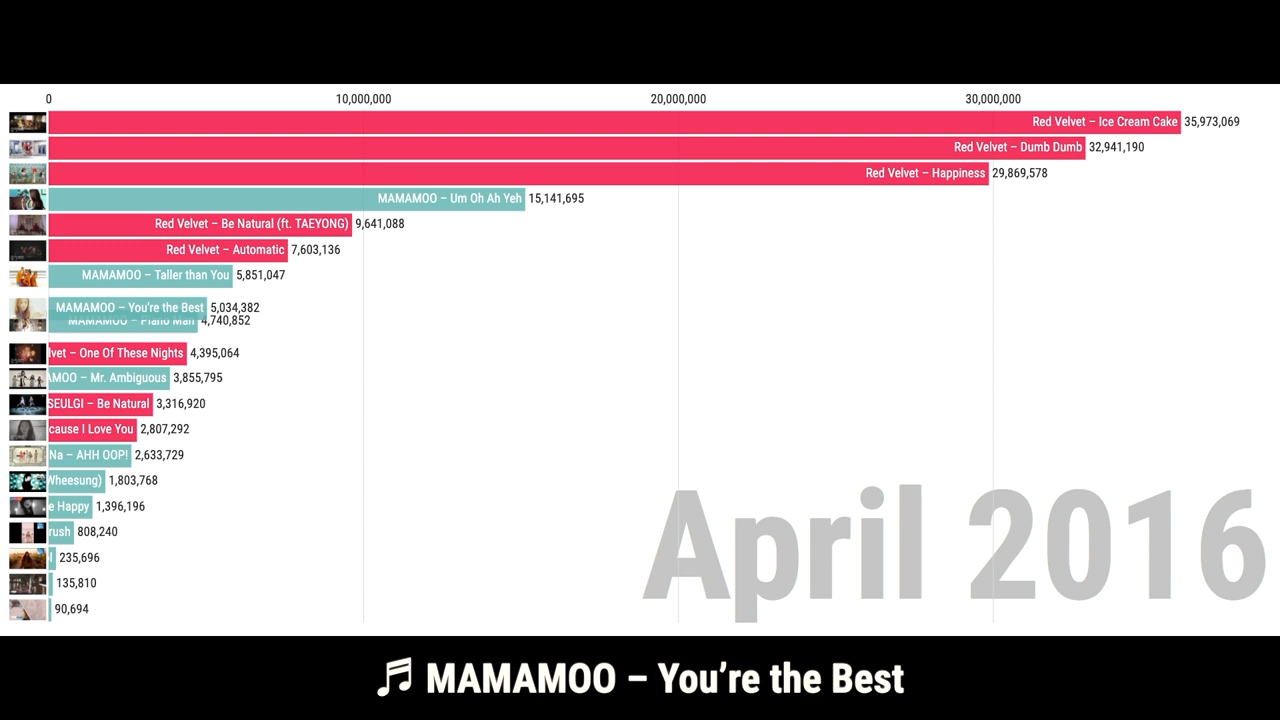 0 10,000,000 20,000,000 30,000,000
Red Velvet – Ice Cream Cake 35,973,069
Red Velvet – Dumb Dumb 32,941,190
Red Velvet – Happiness 29,869,578
MAMAMOO – Um Oh Ah Yeh 15,141,695
Red Velvet – Be Natural (ft. TAEYONG) 9,641,088
Red Velvet – Automatic 7,603,136
MAMAMOO – Taller than You 5,851,047
MAMAMOO – You're the Best 5,034,382
MAMAMOO – Piano Man 4,740,852
lvet – One Of These Nights 4,395,064
AMOO – Mr. Ambiguous 3,855,795
SEULGI – Be Natural 3,316,920
cause I Love You 2,807,292
Na – AHH OOP! 2,633,729
Wheesung) 1,803,768
e Happy 1,396,196
rush 808,240
235,696
135,810
90,694
April 2016
MAMAMOO – You’re the Best